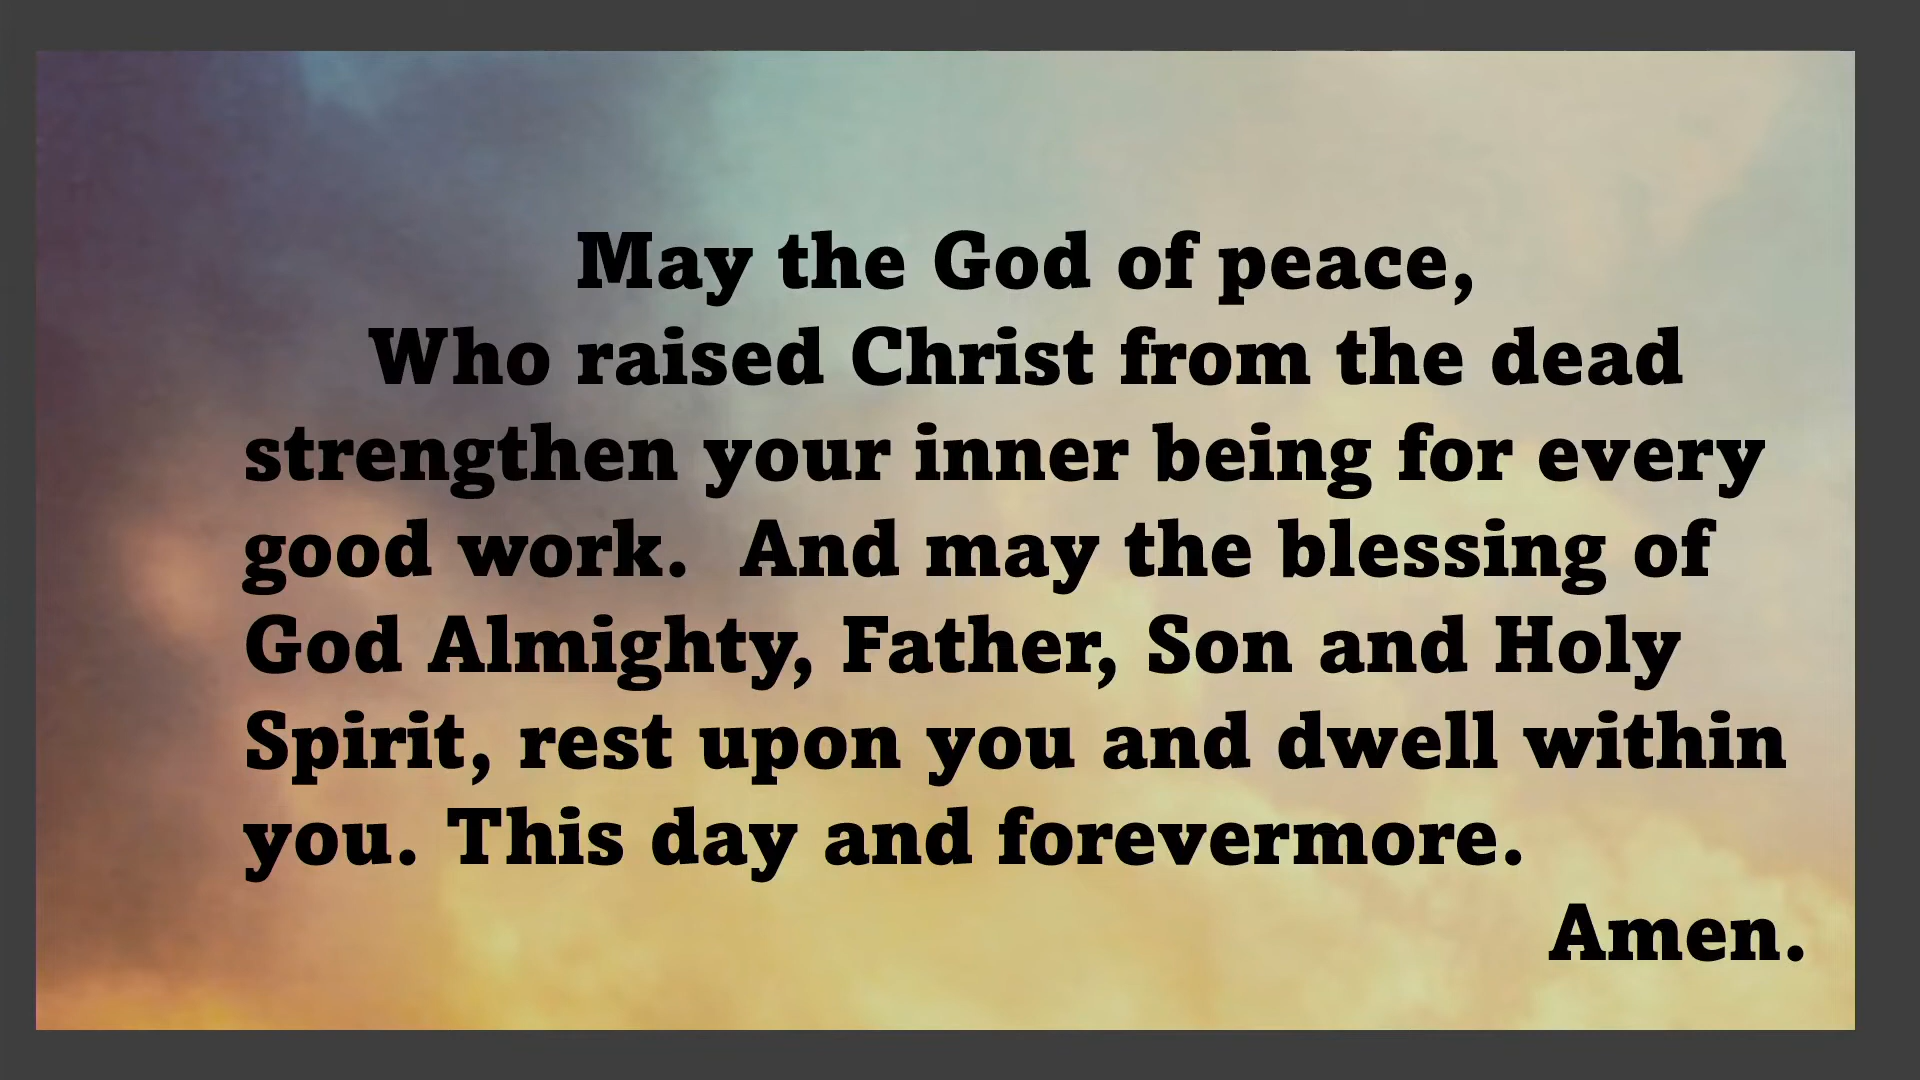 May the God of peace,
Who raised Christ from the dead
strengthen your inner being for every
good work.  And may the blessing of
God Almighty, Father, Son and Holy
Spirit, rest upon you and dwell within
you. This day and forevermore.
Amen.